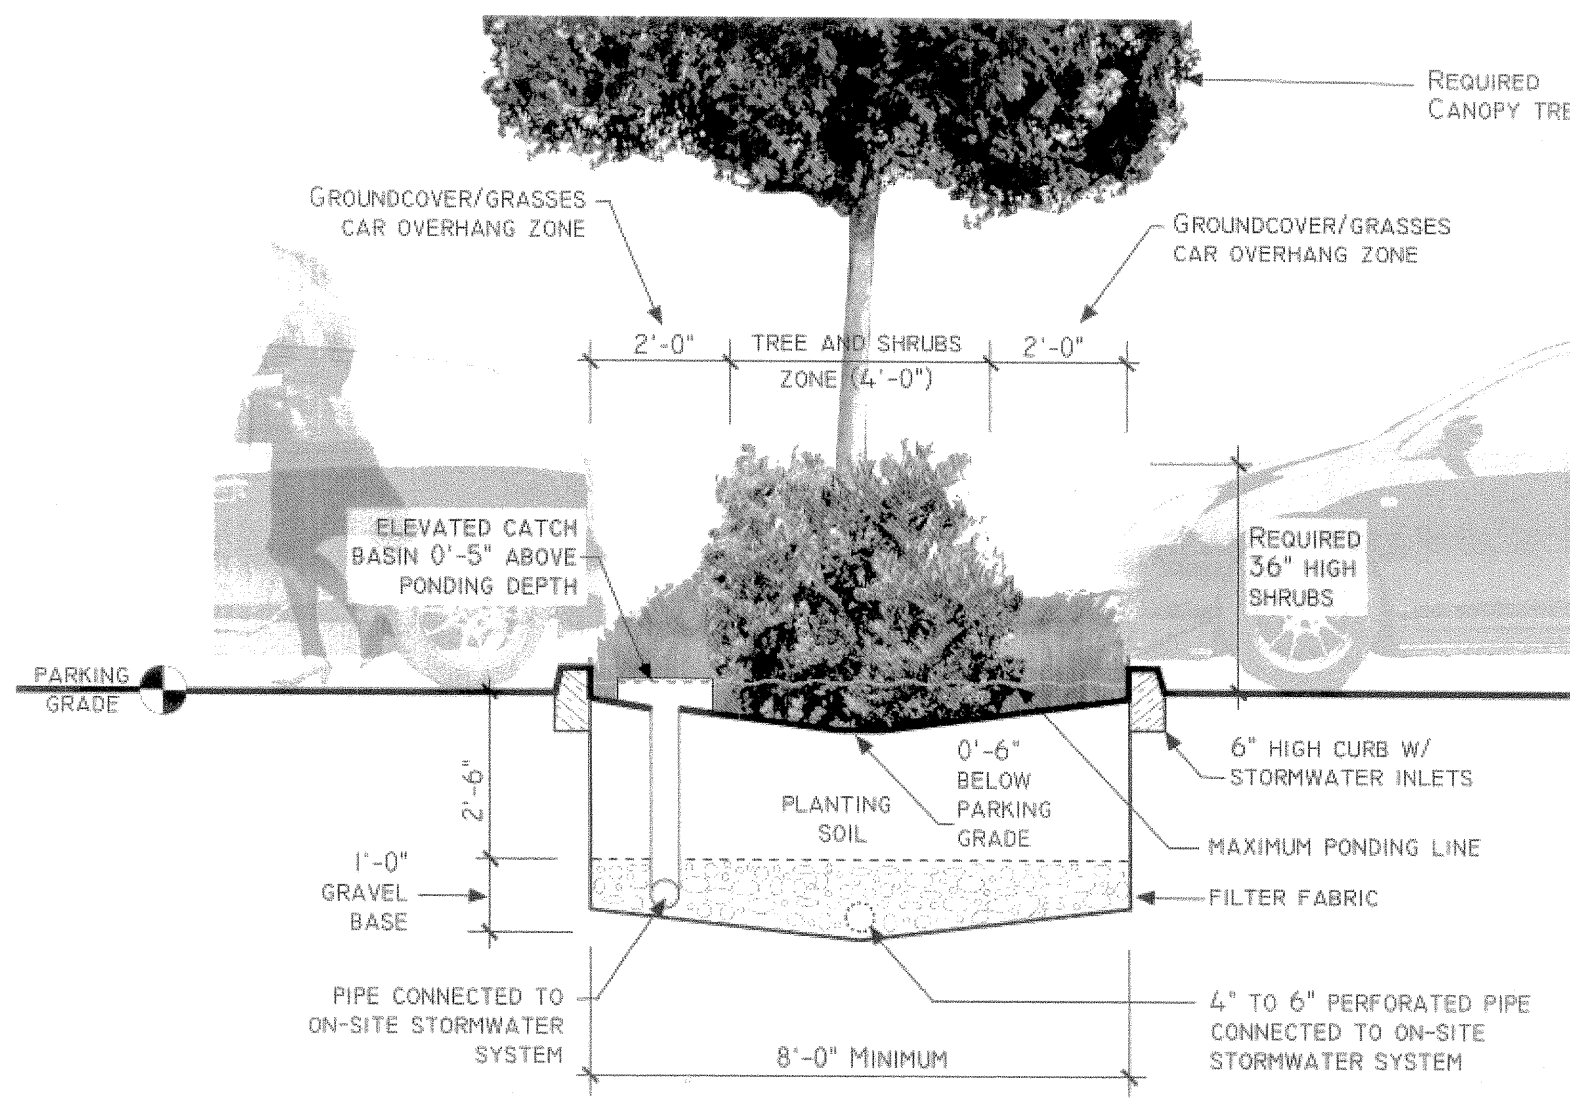 REQUIRED
CANOPY TRE
GROUNDCOVER/GRASSES
CAR OVERHANG ZONE
GROUNDCOVER/GRASSES
CAR OVERHANG ZONE
2'-0"
TREE AND SHRUBS
ZONE (4'-0")
2'-0"
ELEVATED CATCH
BASIN 0'-5" ABOVE
PONDING DEPTH
REQUIRED
36" HIGH
SHRUBS
PARKING
GRADE
2'-6"
0'-6"
BELOW
PARKING
GRADE
PLANTING
SOIL
6" HIGH CURB W/
STORMWATER INLETS
MAXIMUM PONDING LINE
1'-0"
GRAVEL
BASE
FILTER FABRIC
PIPE CONNECTED TO
ON-SITE STORMWATER
SYSTEM
4" TO 6" PERFORATED PIPE
CONNECTED TO ON-SITE
STORMWATER SYSTEM
8'-0" MINIMUM